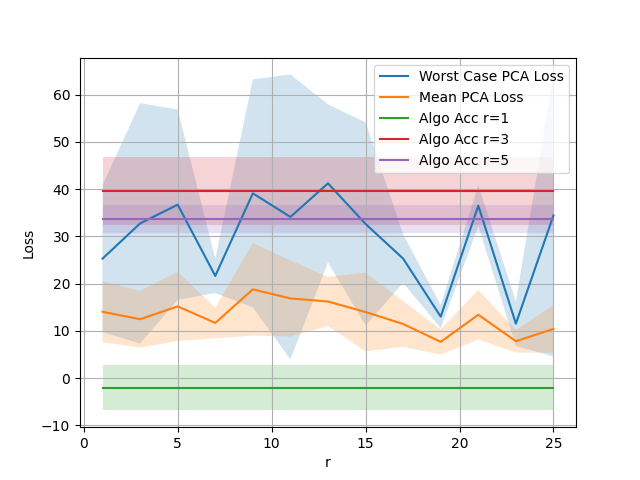 Worst Case PCA Loss
Mean PCA Loss
Algo Acc r=1
Algo Acc r=3
Algo Acc r=5
60
50
40
30
20
10
0
−10
Loss
0 5 10 15 20 25
r